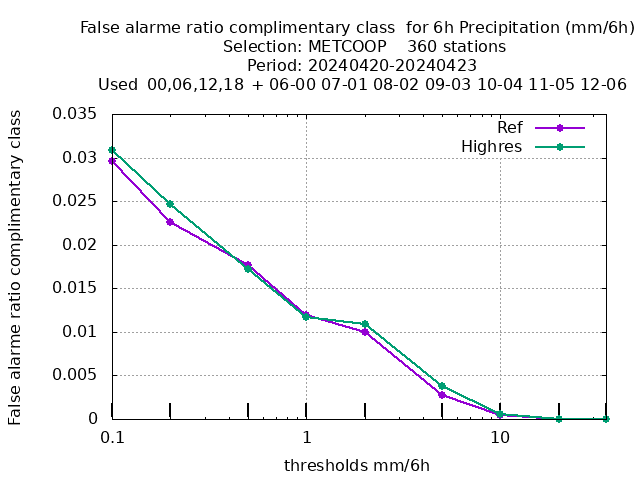 False alarme ratio complimentary class  for 6h Precipitation (mm/6h)
Selection: METCOOP    360 stations
Period: 20240420-20240423
Used  00,06,12,18  + 06-00 07-01 08-02 09-03 10-04 11-05 12-06
False alarme ratio complimentary class
0.035
0.03
0.025
0.02
0.015
0.01
0.005
0
Ref
Highres
0.1
1
10
thresholds mm/6h